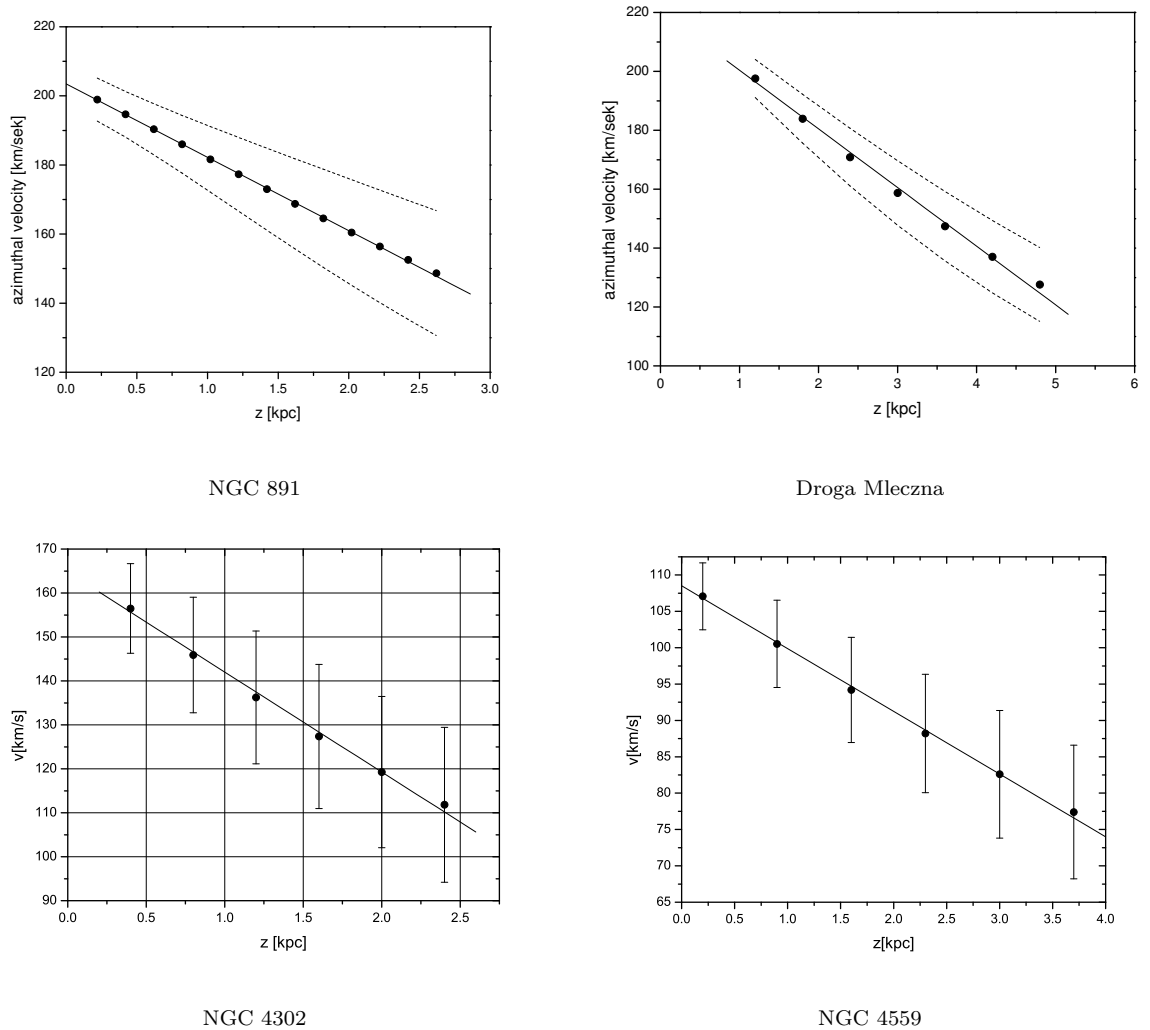 220
200
180
160
140
120
azimuthal velocity [km/sek]
0.0 0.5 1.0 1.5 2.0 2.5 3.0
z [kpc]
NGC 891
220
200
180
160
140
120
100
azimuthal velocity [km/sek]
0 1 2 3 4 5 6
z [kpc]
Droga Mleczna
170
160
150
140
130
120
110
100
90
v[km/s]
0.0 0.5 1.0 1.5 2.0 2.5
z [kpc]
NGC 4302
110
105
100
95
90
85
80
75
70
65
v[km/s]
0.0 0.5 1.0 1.5 2.0 2.5 3.0 3.5 4.0
z[kpc]
NGC 4559